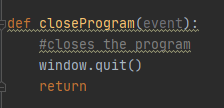 def closeProgram(event):
    #closes the program
    window.quit()
    return